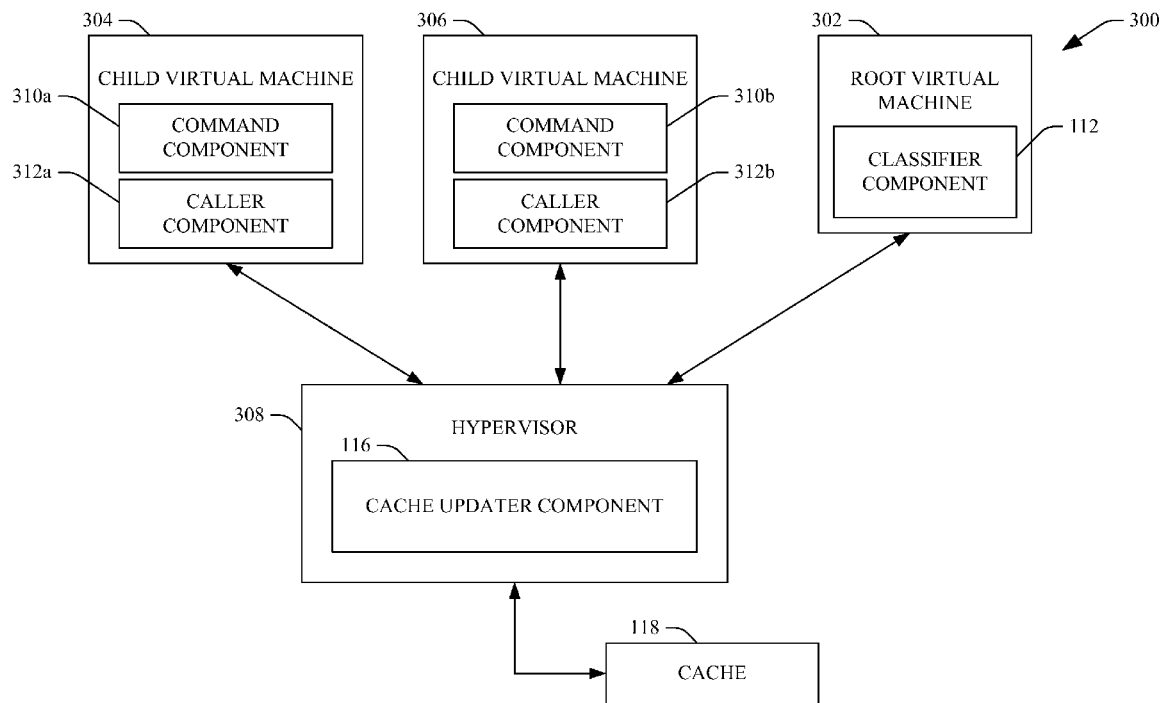 304
306
302
300
CHILD VIRTUAL MACHINE
CHILD VIRTUAL MACHINE
ROOT VIRTUAL
MACHINE
310a
COMMAND
COMPONENT
310b
COMMAND
COMPONENT
112
CLASSIFIER
COMPONENT
312a
CALLER
COMPONENT
312b
CALLER
COMPONENT
308
HYPERVISOR
116
CACHE UPDATER COMPONENT
118
CACHE